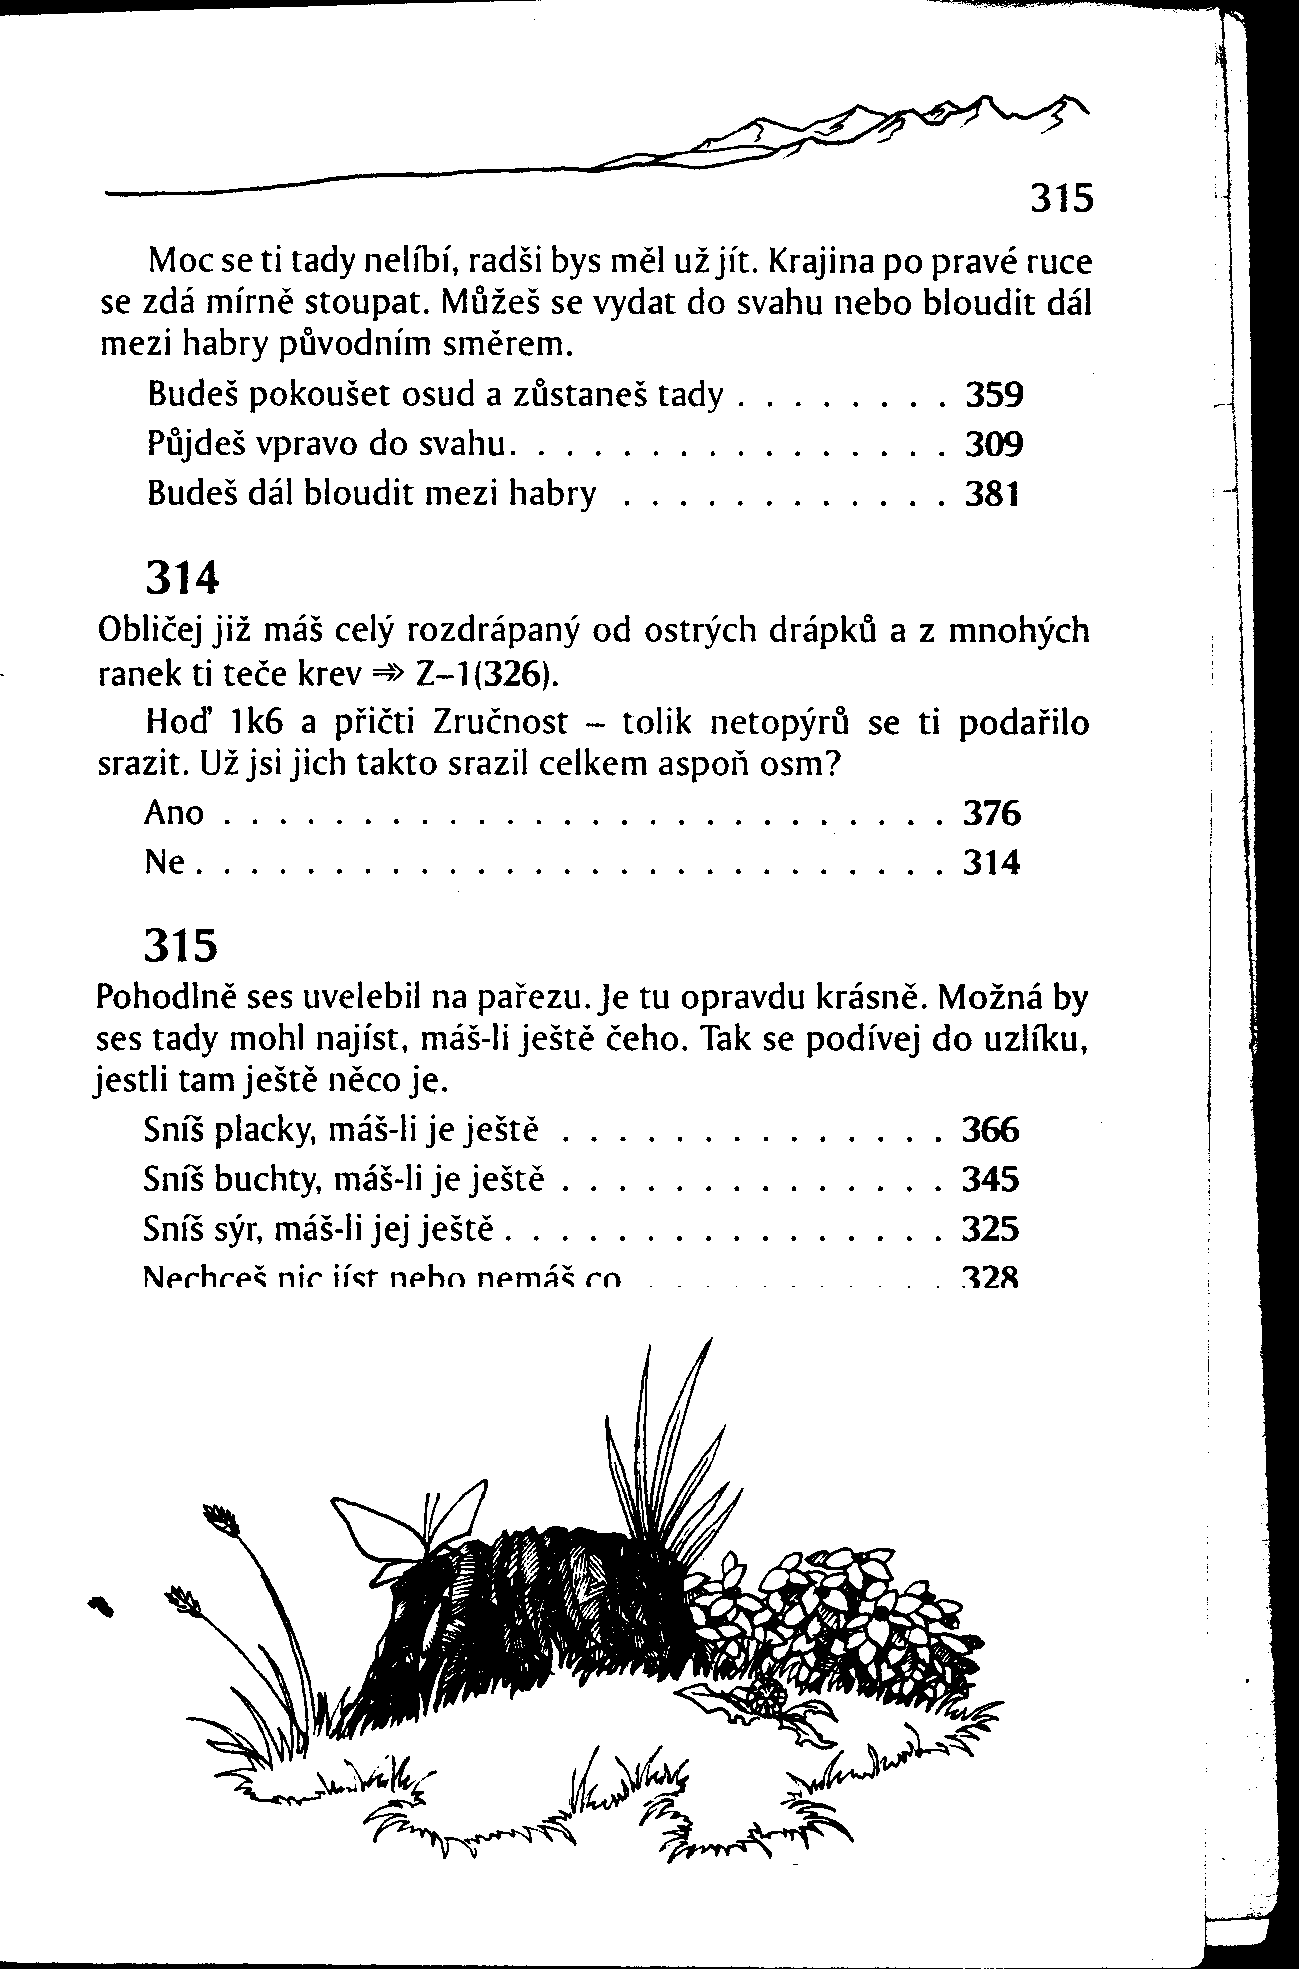 315
Moc se ti tady nelíbí, radši bys měl už jít. Krajina po pravé ruce
se zdá mírně stoupat. Můžeš se vydat do svahu nebo bloudit dál
mezi habry původním směrem.
Budeš pokoušet osud a zůstaneš tady . . . . . . . . 359
Půjdeš vpravo do svahu. . . . . . . . . . . . . . . . 309
Budeš dál bloudit mezi habry . . . . . . . . . . . . 381
314
Obličej již máš celý rozdrápaný od ostrých drápků a z mnohých
ranek ti teče krev ⇒ Z–1(326).
Hoď 1k6 a přičti Zručnost – tolik netopýrů se ti podařilo
srazit. Už jsi jich takto srazil celkem aspoň osm?
Ano . . . . . . . . . . . . . . . . . . . . . . . . . . 376
Ne . . . . . . . . . . . . . . . . . . . . . . . . . . . 314
315
Pohodlně ses uvelebil na pařezu. Je tu opravdu krásně. Možná by
ses tady mohl najíst, máš-li ještě čeho. Tak se podívej do uzlíku,
jestli tam ještě něco je.
Sníš placky, máš-li je ještě . . . . . . . . . . . . . . 366
Sníš buchty, máš-li je ještě . . . . . . . . . . . . . . 345
Sníš sýr, máš-li jej ještě . . . . . . . . . . . . . . . . 325
Nechceš nic jíst nebo nemáš co . . . . . . . . . . . 328